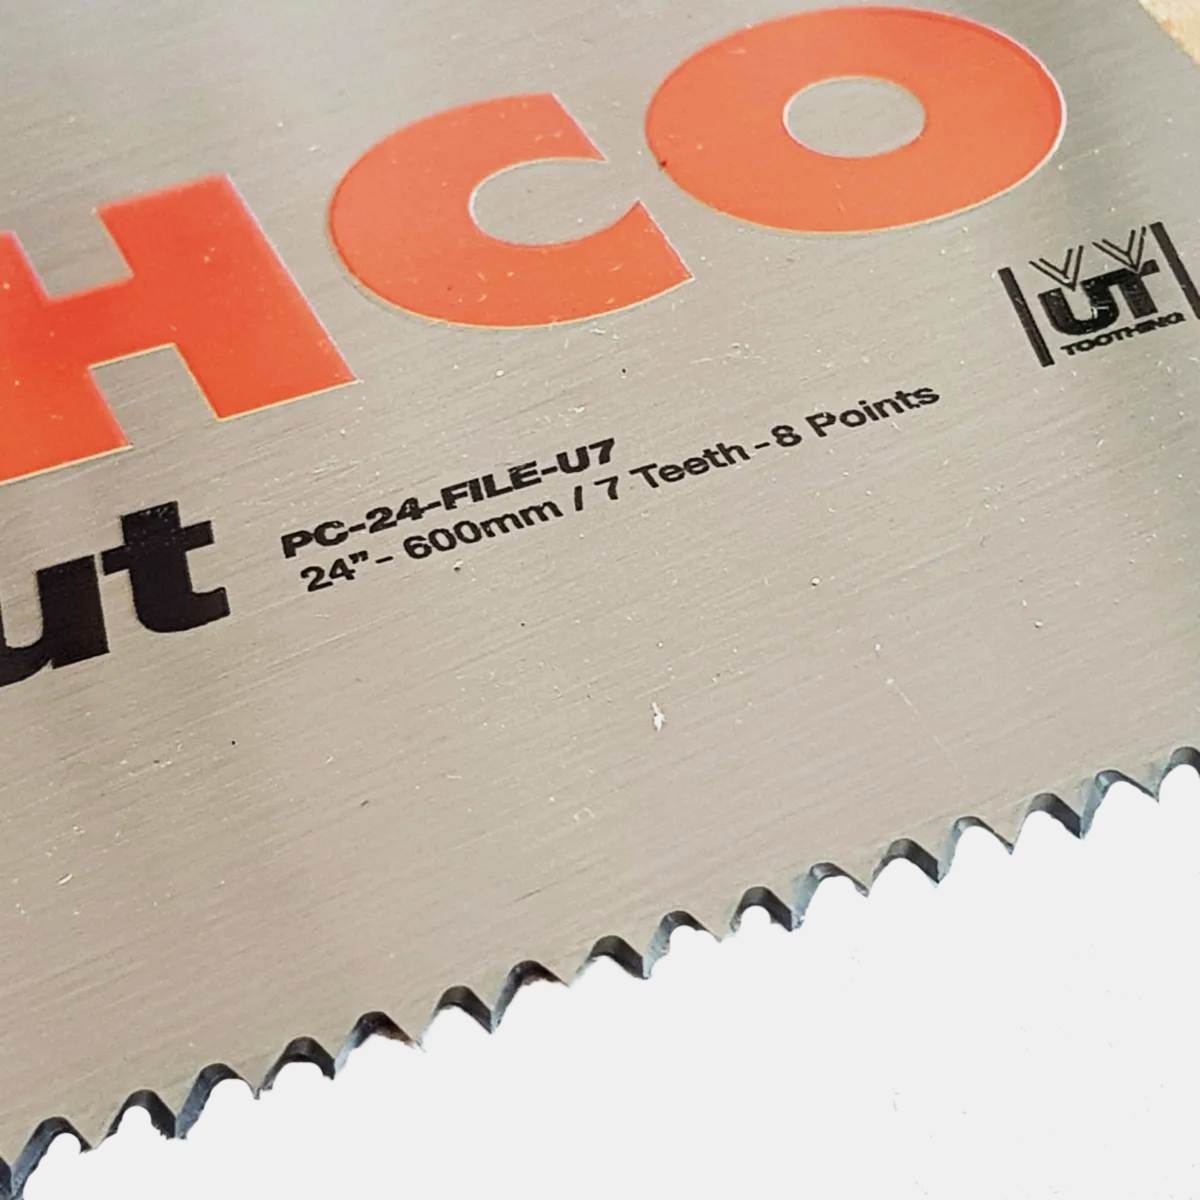 HCO
UT
TOOTHING
ut
PC-24-FILE-U7
24” - 600mm / 7 Teeth - 8 Points